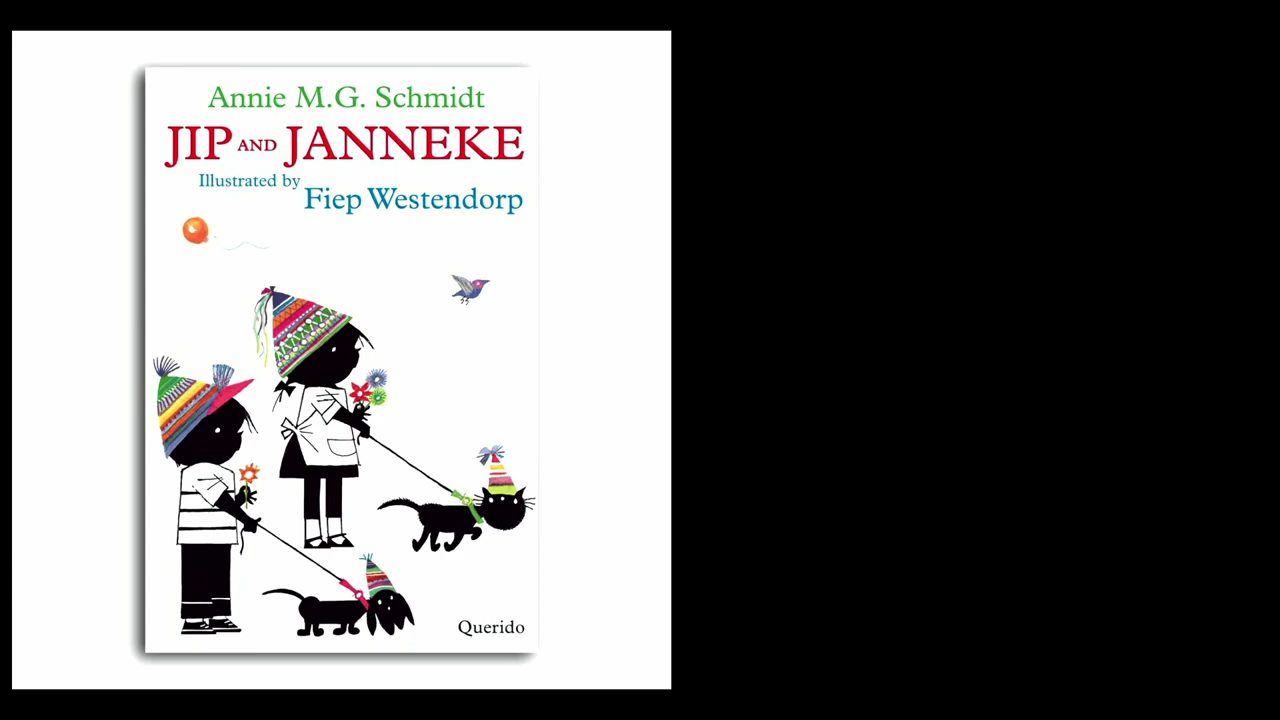 Annie M.G. Schmidt
JIP AND JANNEKE
Illustrated by
Fiep Westendorp
Querido